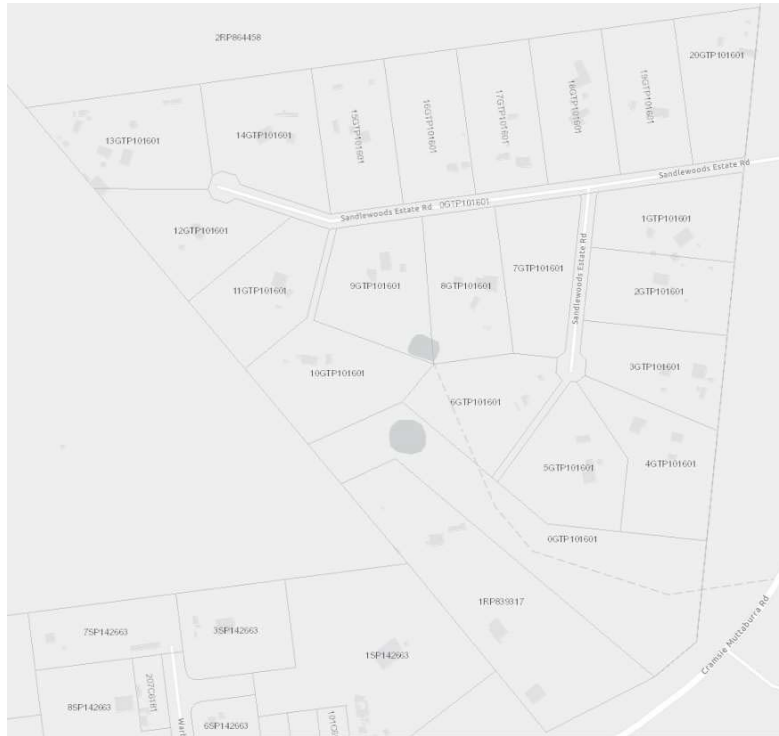 2RP864458
20GTP101601
19GTP101601
18GTP101601
17GTP101601
16GTP101601
15GTP101601
14GTP101601
13GTP101601
Sandlewoods Estate Rd
0GTP101601
Sandlewoods Estate Rd
1GTP101601
12GTP101601
7GTP101601
Sandlewoods Estate Rd
9GTP101601
8GTP101601
11GTP101601
2GTP101601
10GTP101601
3GTP101601
6GTP101601
5GTP101601
4GTP101601
0GTP101601
1RP839317
Cramsie Muttaburra Rd
7SP142663
3SP142663
1SP142663
8SP142663
6SP142663